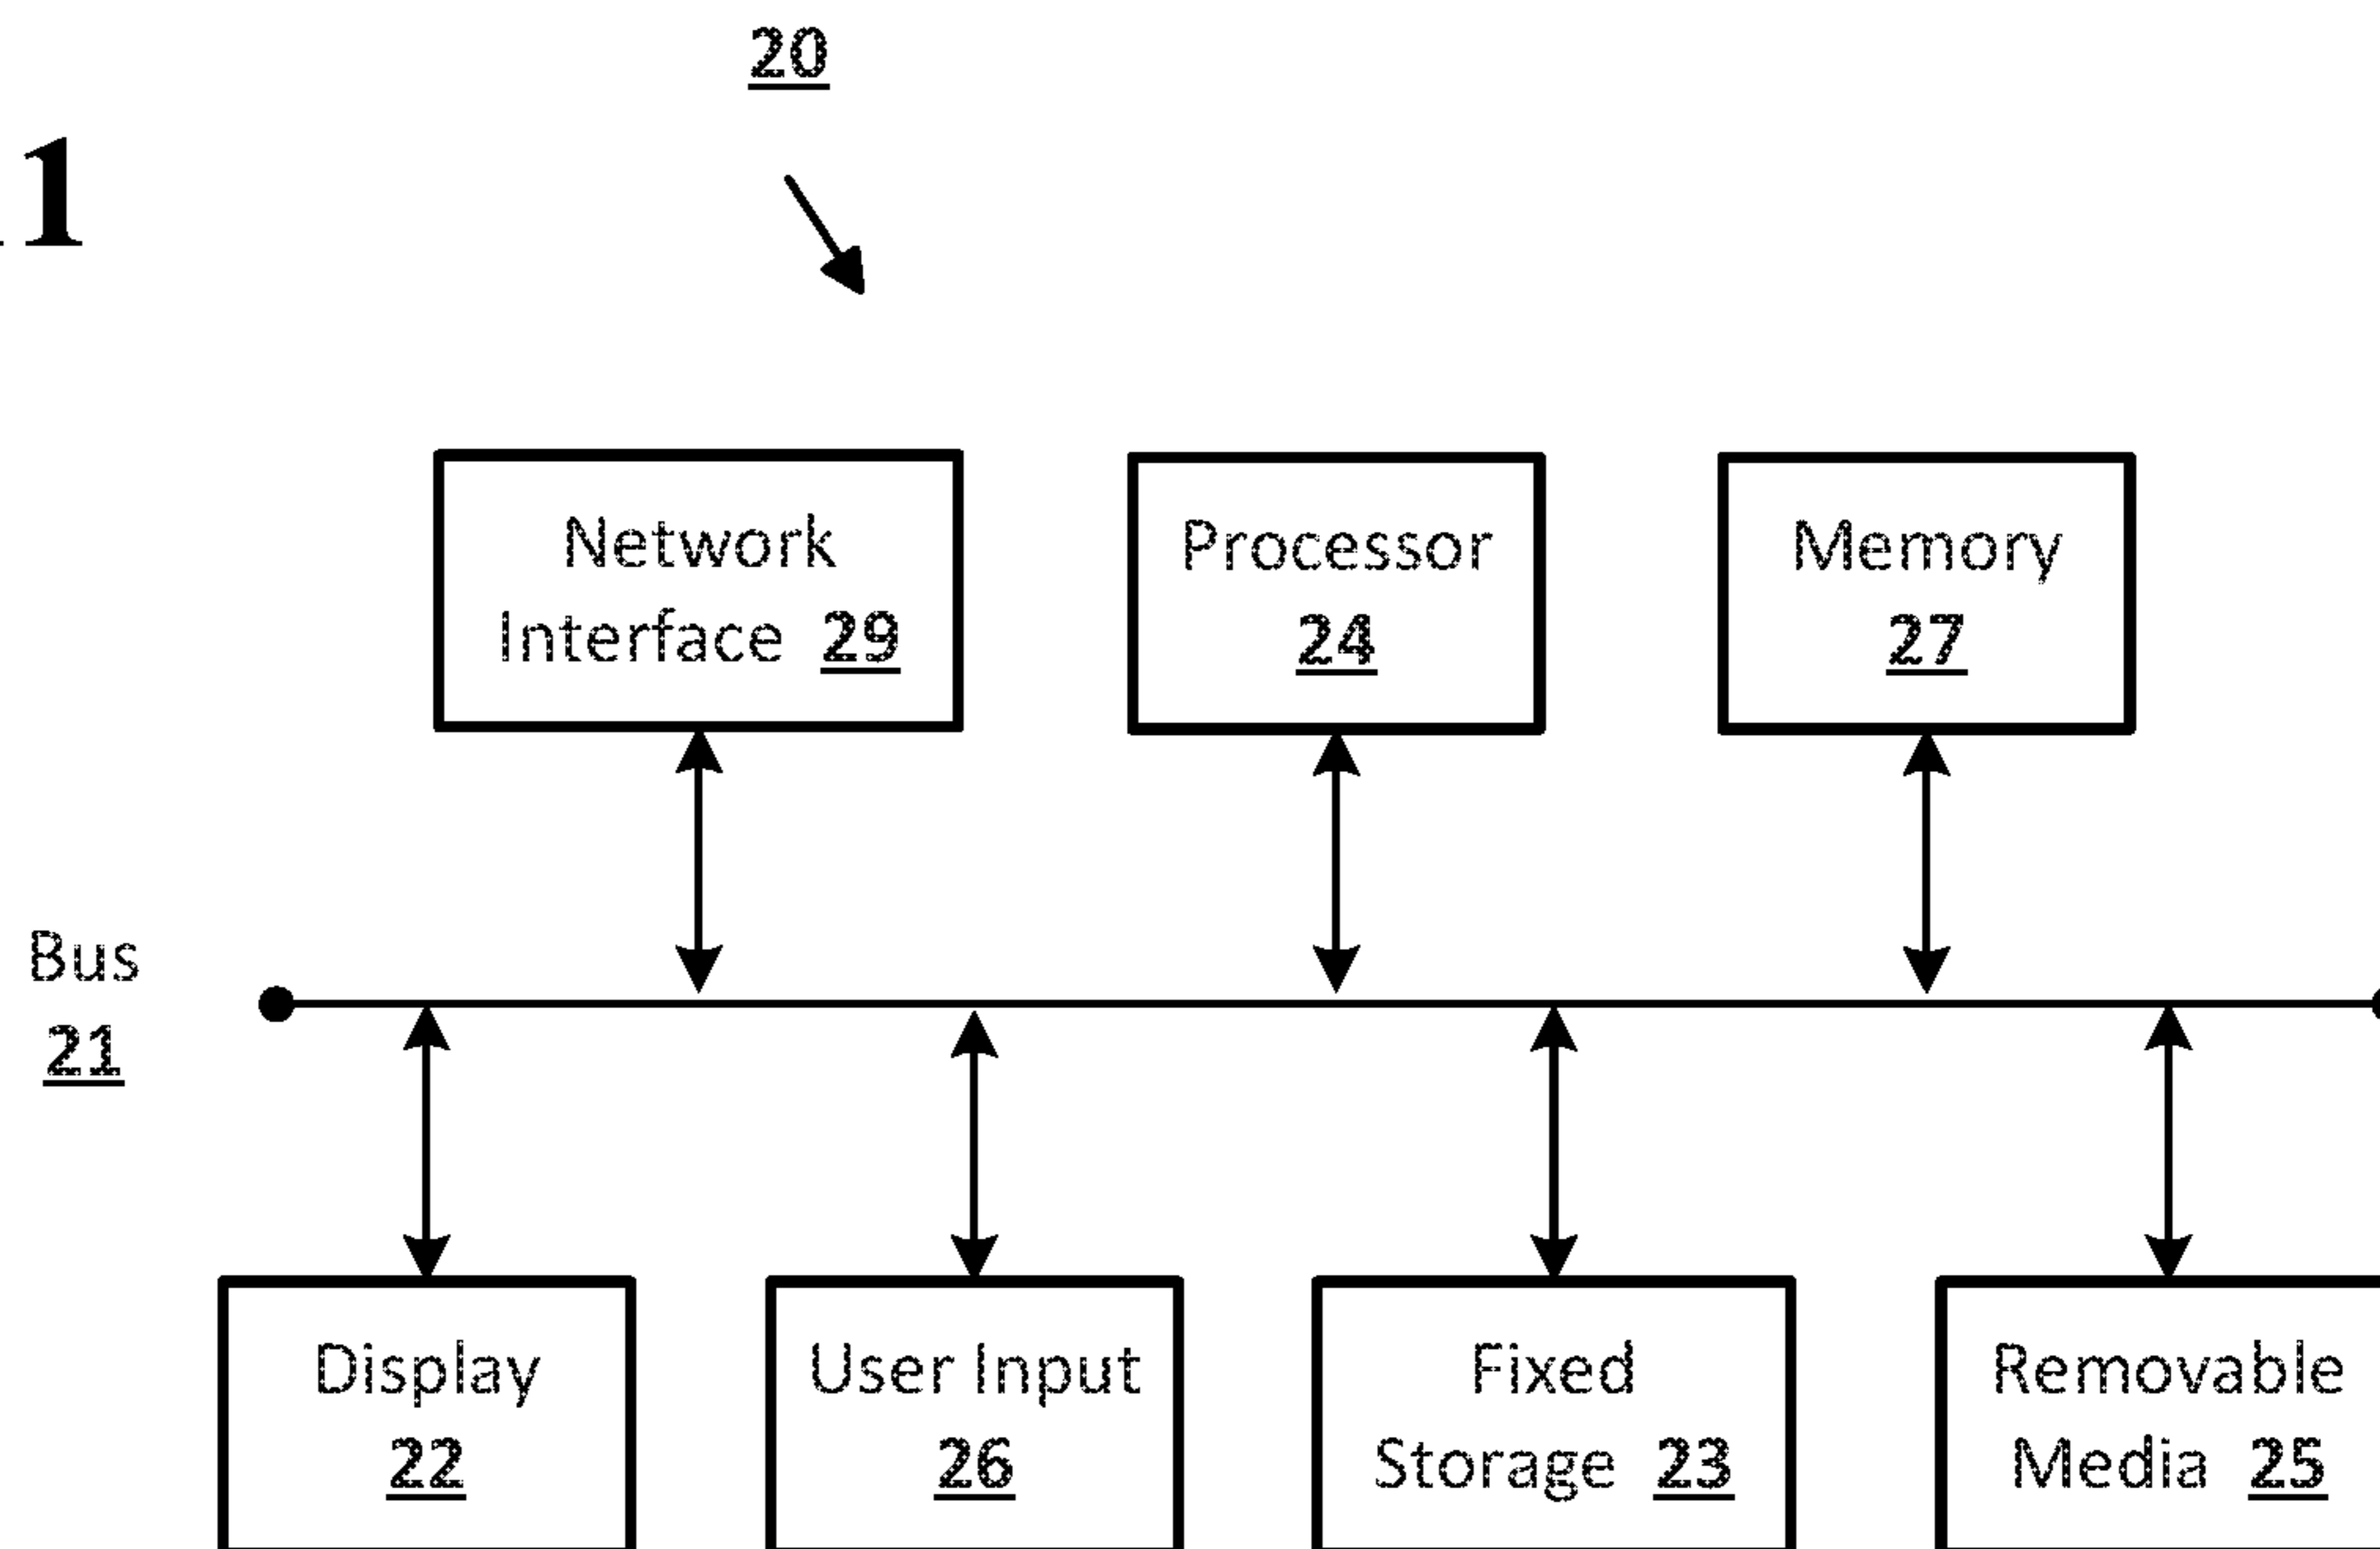 20
1
Network
Interface 29
Processor
24
Memory
27
Bus
21
Display
22
User Input
26
Fixed
Storage 23
Removable
Media 25